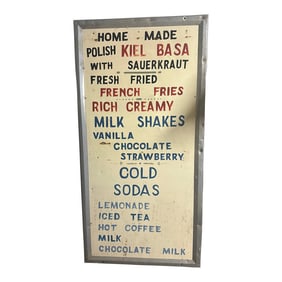 HOME MADE
POLISH KIEL BASA
WITH SAUERKRAUT
FRESH FRIED
FRENCH FRIES
RICH CREAMY
MILK SHAKES
VANILLA
CHOCOLATE
STRAWBERRY
COLD
SODAS
LEMONADE
ICED TEA
HOT COFFEE
MILK
CHOCOLATE MILK